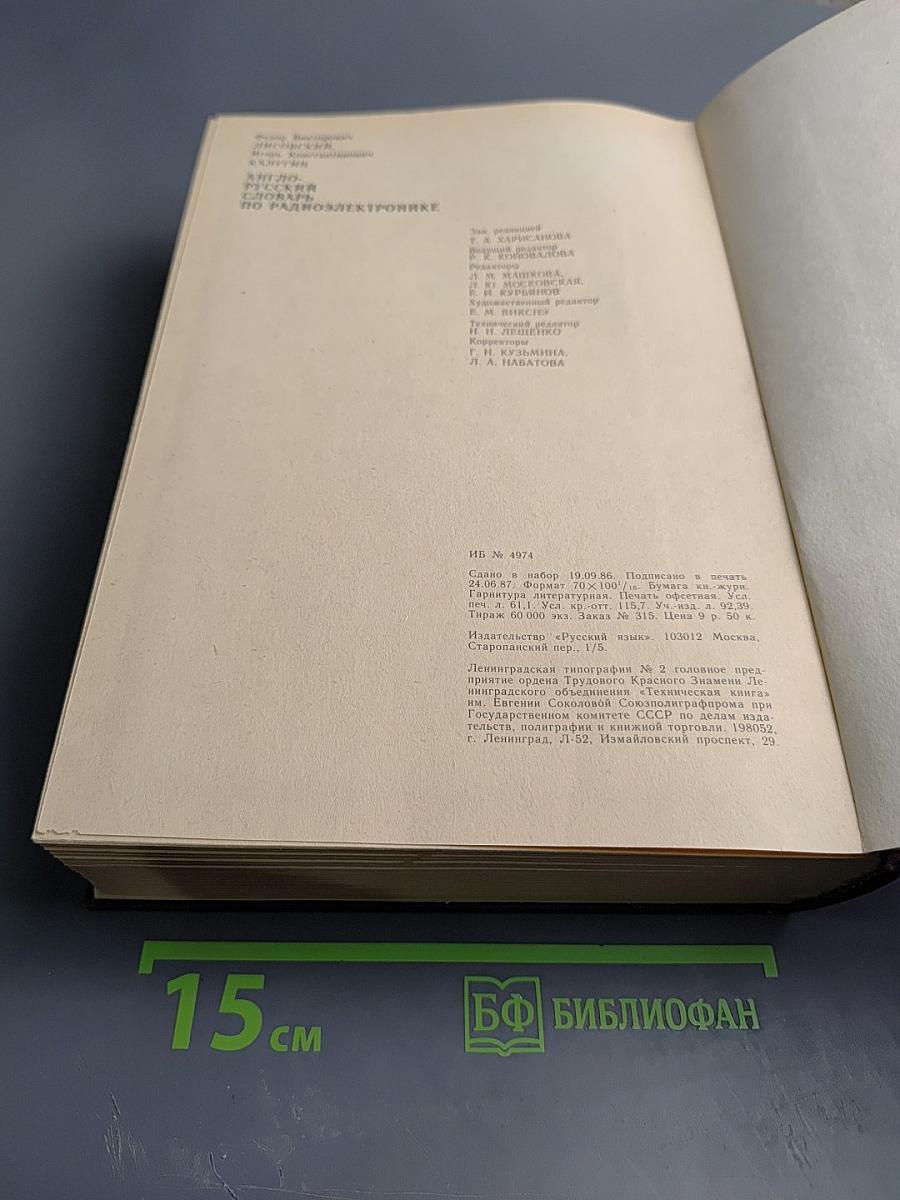 Феликс Викторович
ЛИСОВСКИЙ,
Игорь Константинович
КАЛУГИН
АНГЛО-
РУССКИЙ
СЛОВАРЬ
ПО РАДИОЭЛЕКТРОНИКЕ
Зав. редакцией
Т. А. ХАРИСАНОВА
Ведущий редактор
Р. К. КОНОВАЛОВА
Редакторы
Л. М. МАШКОВА,
Л. Ю. МОСКОВСКАЯ,
В. И. КУРЬЯНОВ
Художественный редактор
Е. М. ВИКСНЭ
Технический редактор
Н. Н. ЛЕЩЕНКО
Корректоры
Г. Н. КУЗЬМИНА,
Л. А. НАБАТОВА
ИБ № 4974
Сдано в набор 19.09.86. Подписано в печать
24.06.87. Формат 70×100¹/₁₆. Бумага кн.-журн.
Гарнитура литературная. Печать офсетная. Усл.
печ. л. 61,1. Усл. кр.-отт. 115,7. Уч.-изд. л. 92,39.
Тираж 60 000 экз. Заказ № 315. Цена 9 р. 50 к.
Издательство «Русский язык». 103012 Москва,
Старопанский пер., 1/5.
Ленинградская типография № 2 головное пред-
приятие ордена Трудового Красного Знамени Ле-
нинградского объединения «Техническая книга»
им. Евгении Соколовой Союзполиграфпрома при
Государственном комитете СССР по делам изда-
тельств, полиграфии и книжной торговли. 198052,
г. Ленинград, Л-52, Измайловский проспект, 29.
15 см
БФ БИБЛИОФАН